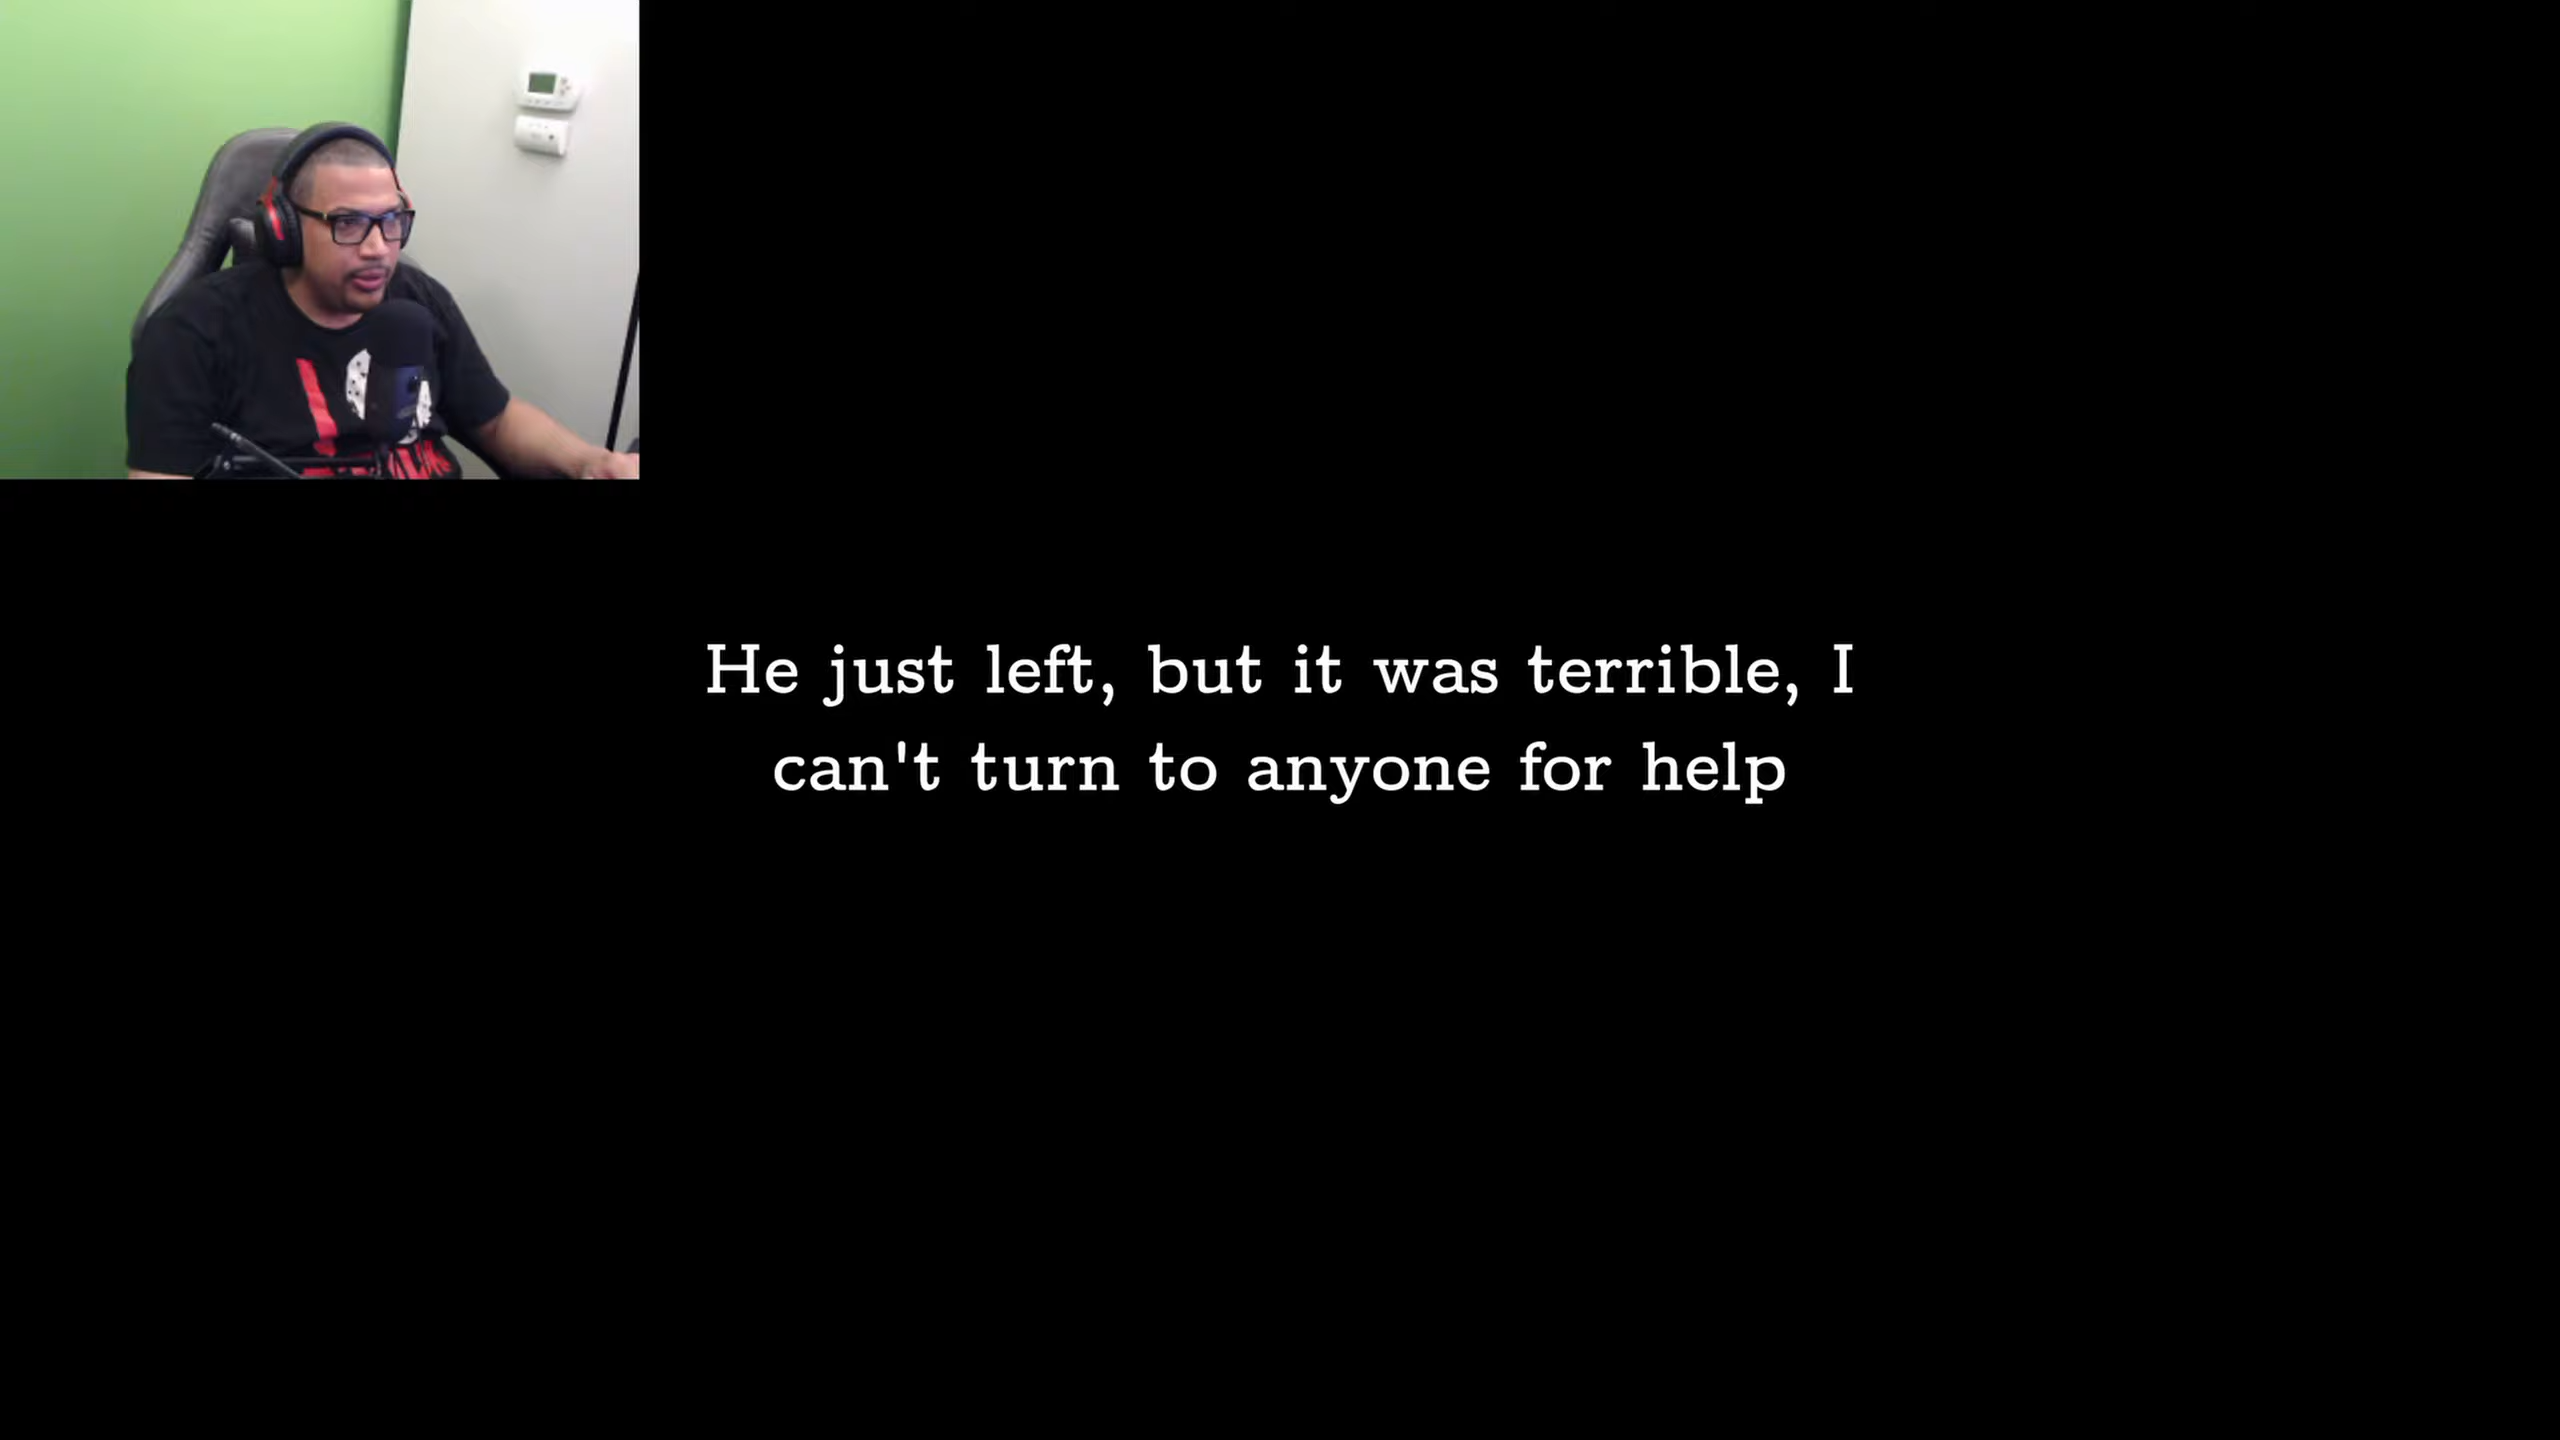 He just left, but it was terrible, I
can't turn to anyone for help